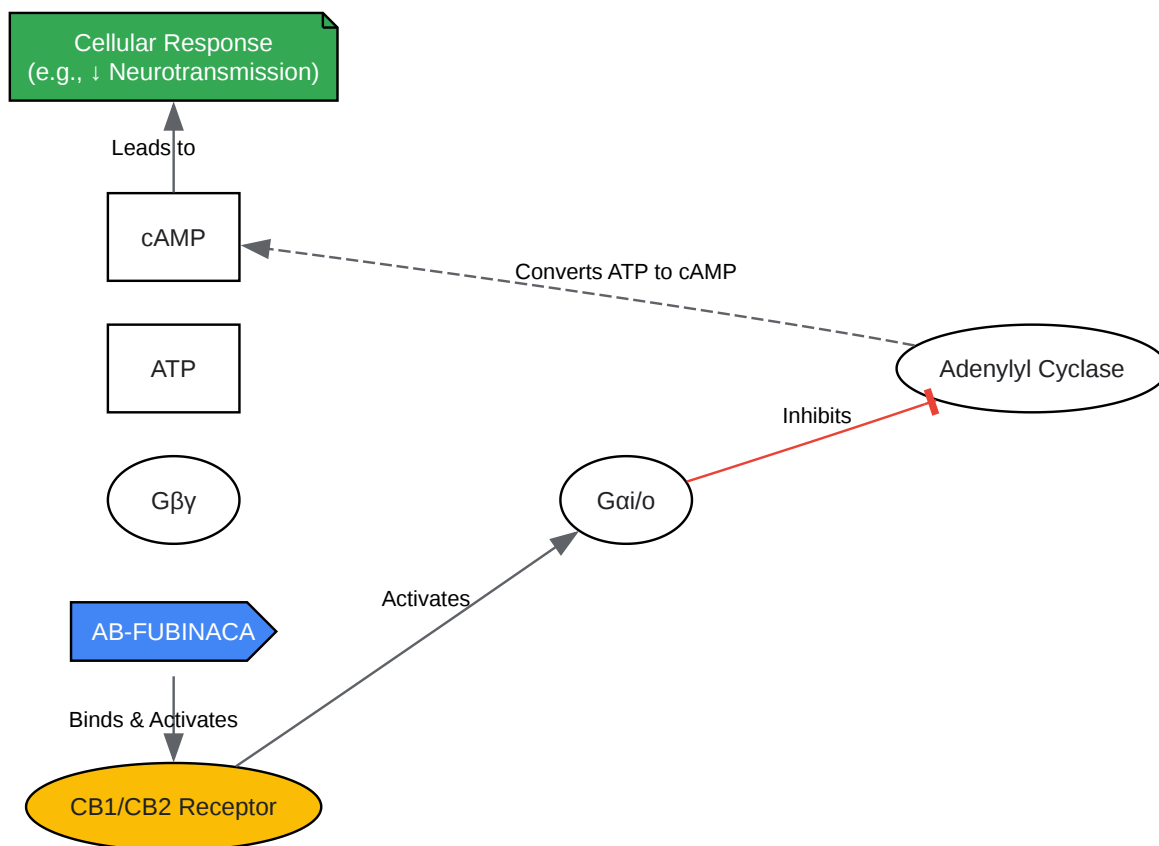 Cellular Response
(e.g., ↓ Neurotransmission)
Leads to
cAMP
Converts ATP to cAMP
ATP
Adenylyl Cyclase
Inhibits
Gβγ
Gαi/o
Activates
AB-FUBINACA
Binds & Activates
CB1/CB2 Receptor